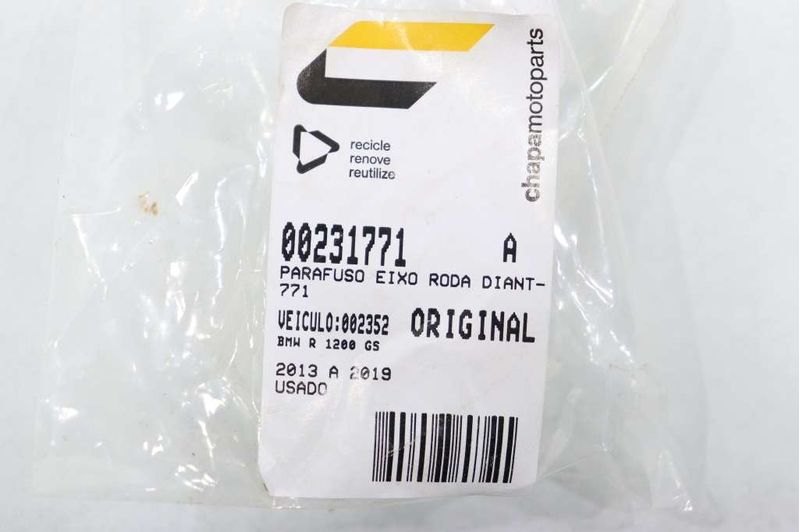 chapamotoparts
recicle
renove
reutilize
00231771 A
PARAFUSO EIXO RODA DIANT-
771
VEICULO:002352 ORIGINAL
BMW R 1200 GS
2013 A 2019
USADO